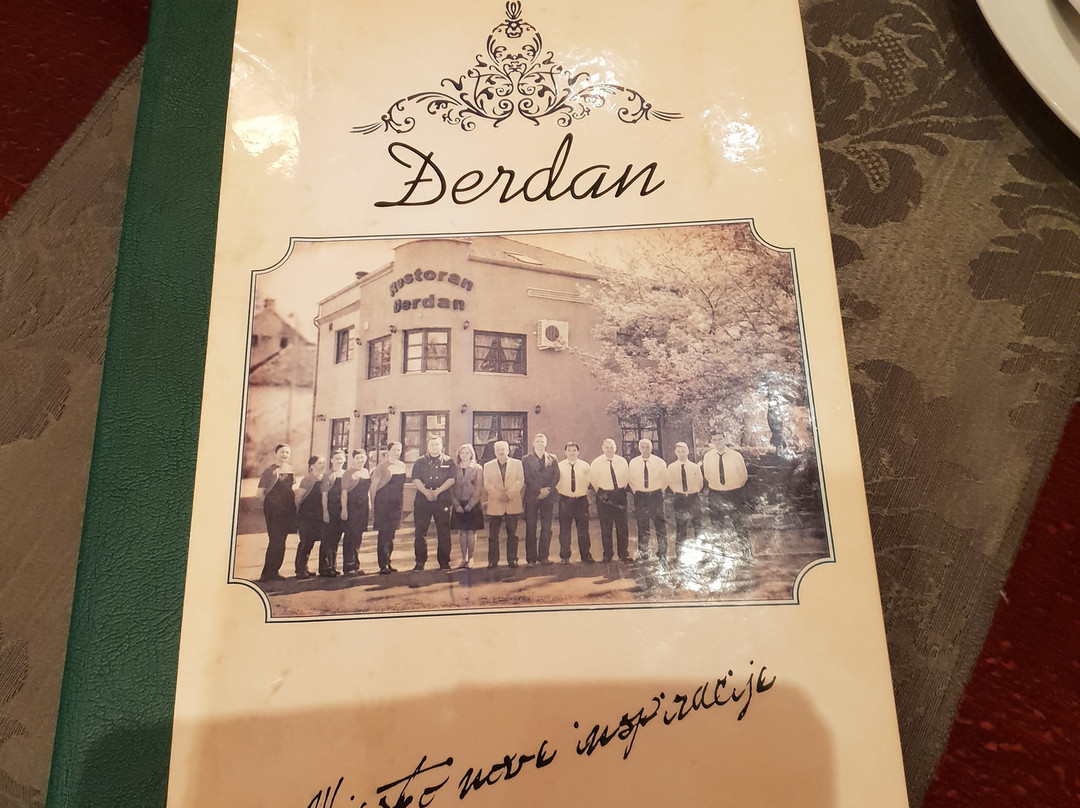 Đerdan
Restoran
Đerdan
Mjesto nove inspiracije